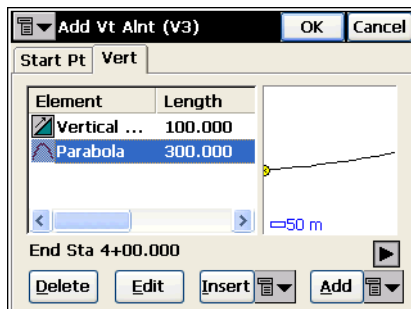 Add Vt Alnt (V3) OK Cancel
Start Pt Vert
Element Length
Vertical ... 100.000
Parabola 300.000
50 m
End Sta 4+00.000
Delete Edit Insert Add